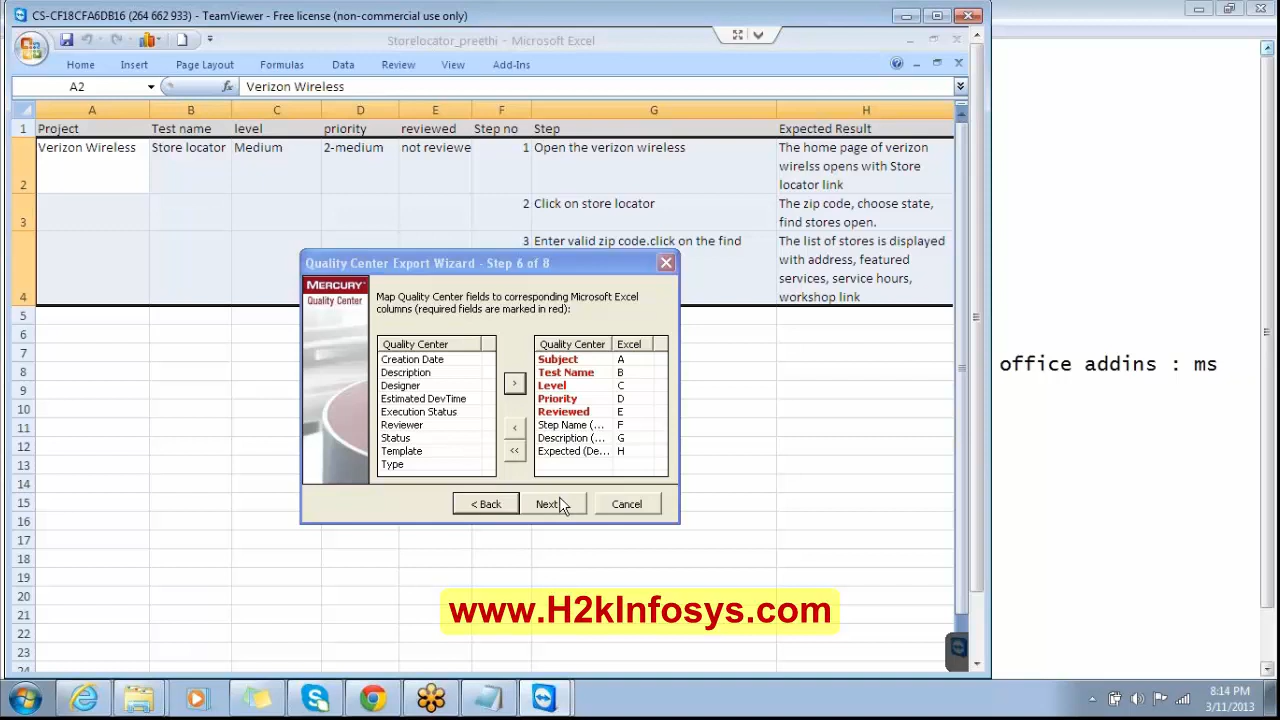 CS-CF18CFA6DB16 (264 662 933) - TeamViewer - Free license (non-commercial use only)
Storelocator_preethi - Microsoft Excel
Home Insert Page Layout Formulas Data Review View Add-Ins
A2 fx Verizon Wireless
A B C D E F G H
1 Project Test name level priority reviewed Step no Step Expected Result
Verizon Wireless Store locator Medium 2-medium not reviewe 1 Open the verizon wireless The home page of verizon
wirelss opens with Store
2 locator link
2 Click on store locator The zip code, choose state,
3 find stores open.
3 Enter valid zip code.click on the find The list of stores is displayed
with address, featured
services, service hours,
4 workshop link
Quality Center Export Wizard - Step 6 of 8
MERCURY
Quality Center
Map Quality Center fields to corresponding Microsoft Excel
columns (required fields are marked in red):
Quality Center
Creation Date
Description
Designer
Estimated DevTime
Execution Status
Reviewer
Status
Template
Type
>
<
<<
Quality Center Excel
Subject A
Test Name B
Level C
Priority D
Reviewed E
Step Name (... F
Description (... G
Expected (De... H
< Back Next Cancel
5
6
7
8
9
10
11
12
13
14
15
16
17
18
19
20
21
22
23
24
office addins : ms
www.H2kInfosys.com
8:14 PM
3/11/2013